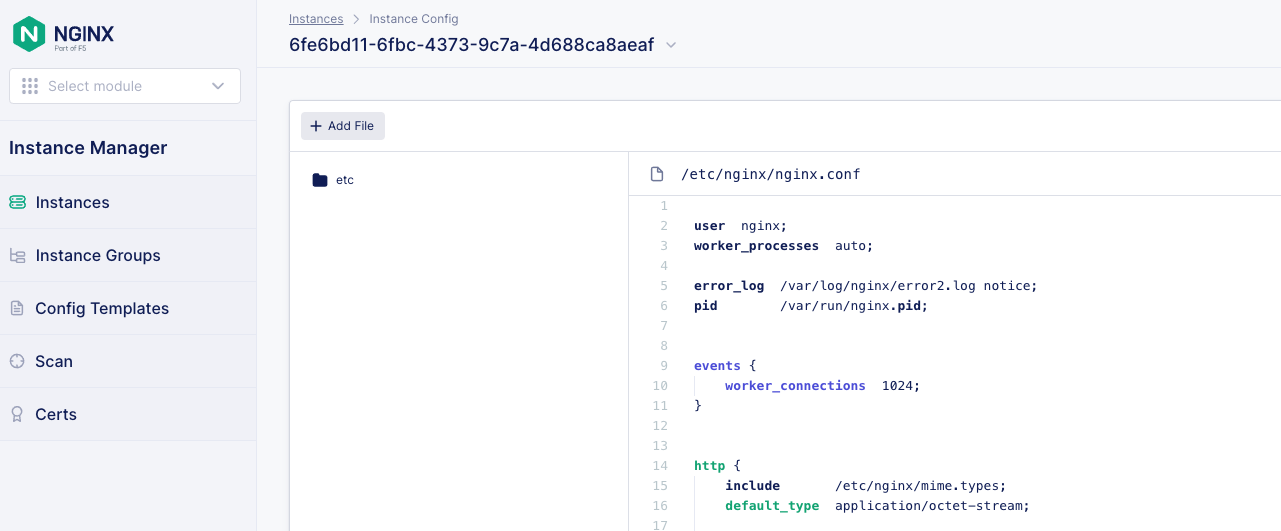 NGINX
Part of F5
Select module
Instance Manager
Instances
Instance Groups
Config Templates
Scan
Certs
Instances > Instance Config
6fe6bd11-6fbc-4373-9c7a-4d688ca8aeaf
+ Add File
etc
/etc/nginx/nginx.conf
1
2 user  nginx;
3 worker_processes  auto;
4
5 error_log  /var/log/nginx/error2.log notice;
6 pid        /var/run/nginx.pid;
7
8
9 events {
10     worker_connections  1024;
11 }
12
13
14 http {
15     include       /etc/nginx/mime.types;
16     default_type  application/octet-stream;
17